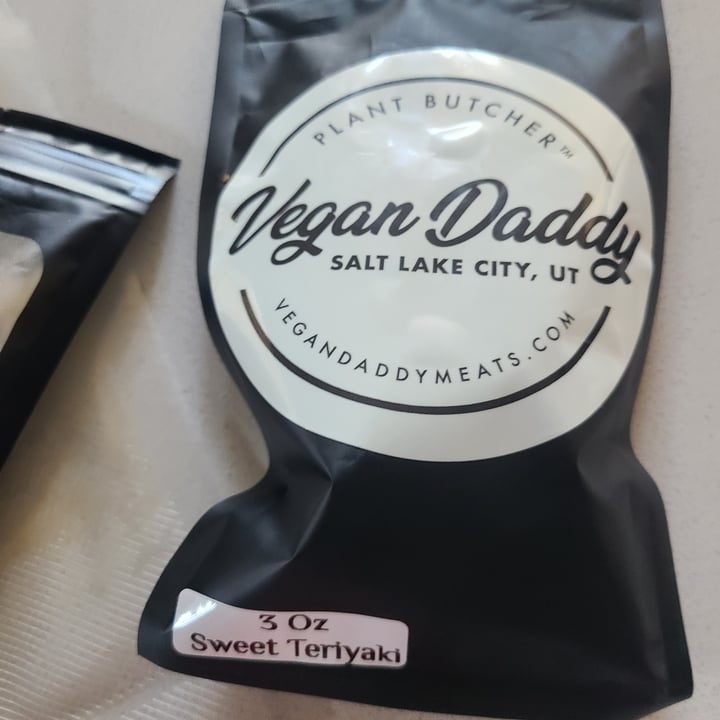 PLANT BUTCHER™
Vegan Daddy
SALT LAKE CITY, UT
VEGANDADDYMEATS.COM
3 Oz
Sweet Teriyaki